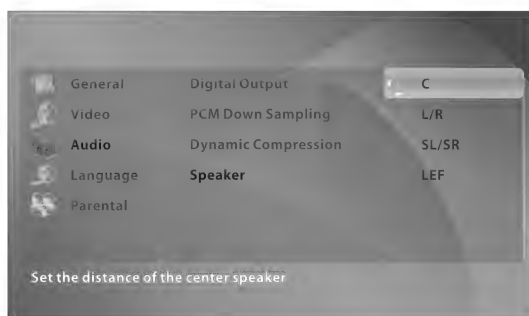 General Digital Output C
Video PCM Down Sampling L/R
Audio Dynamic Compression SL/SR
Language Speaker LEF
Parental
Set the distance of the center speaker